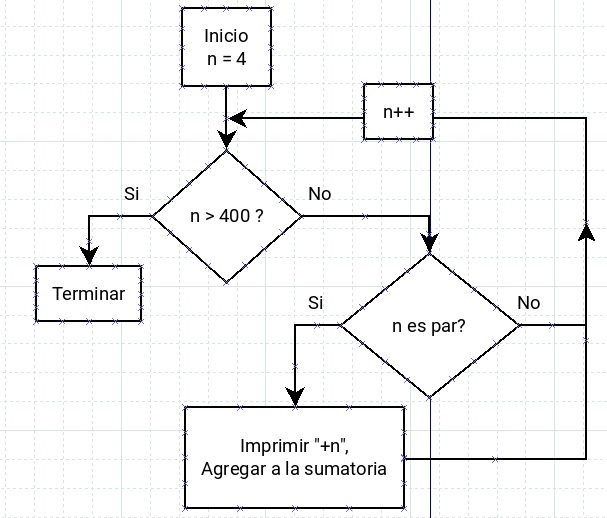 Inicio
n = 4
n++
Si
No
n > 400 ?
Terminar
Si
No
n es par?
Imprimir "+n",
Agregar a la sumatoria